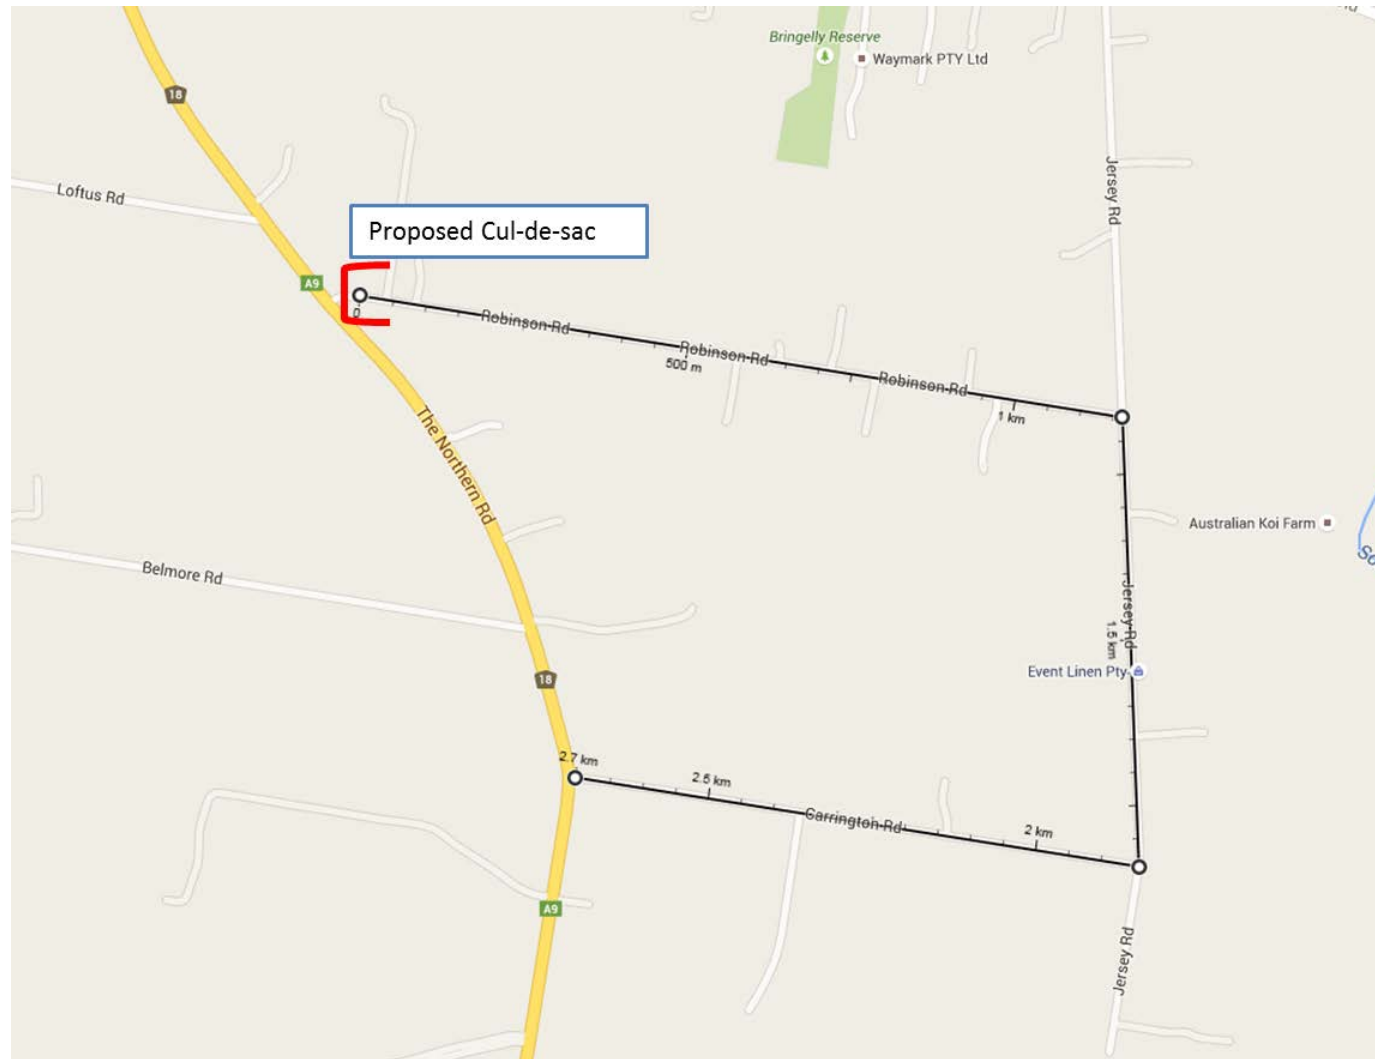 Bringelly Reserve
Waymark PTY Ltd
18
Jersey Rd
Loftus Rd
Proposed Cul-de-sac
A9
0
Robinson Rd
Robinson Rd
500 m
Robinson Rd
1 km
The Northern Rd
Australian Koi Farm
Belmore Rd
Jersey Rd
1.5 km
Event Linen Pty
18
2.7 km
2.5 km
Carrington Rd
2 km
A9
Jersey Rd